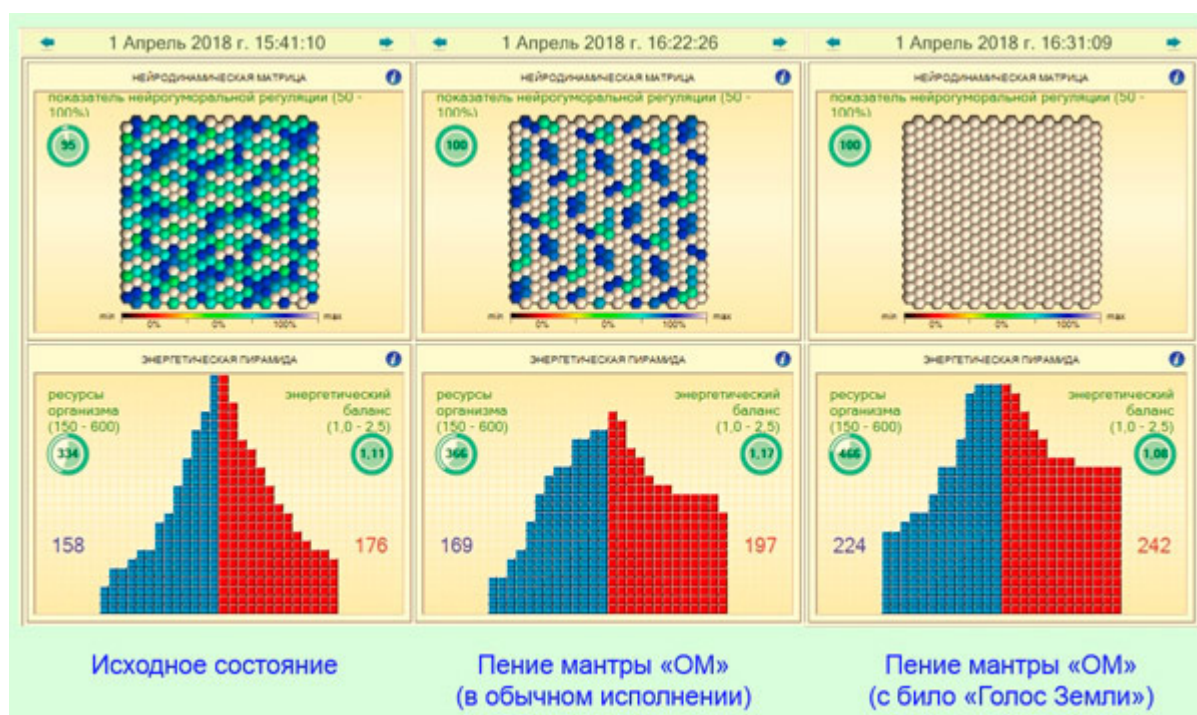 1 Апрель 2018 г. 15:41:10
НЕЙРОДИНАМИЧЕСКАЯ МАТРИЦА
показатель нейрогуморальной регуляции (50 -
100%)
95
min 0% 0% 100% max
ЭНЕРГЕТИЧЕСКАЯ ПИРАМИДА
ресурсы
организма
(150 - 600)
334
энергетический
баланс
(1,0 - 2,5)
1,11
158
176
Исходное состояние
1 Апрель 2018 г. 16:22:26
НЕЙРОДИНАМИЧЕСКАЯ МАТРИЦА
показатель нейрогуморальной регуляции (50 -
100%)
100
min 0% 0% 100% max
ЭНЕРГЕТИЧЕСКАЯ ПИРАМИДА
ресурсы
организма
(150 - 600)
366
энергетический
баланс
(1,0 - 2,5)
1,17
169
197
Пение мантры «ОМ»
(в обычном исполнении)
1 Апрель 2018 г. 16:31:09
НЕЙРОДИНАМИЧЕСКАЯ МАТРИЦА
показатель нейрогуморальной регуляции (50 -
100%)
100
min 0% 0% 100% max
ЭНЕРГЕТИЧЕСКАЯ ПИРАМИДА
ресурсы
организма
(150 - 600)
466
энергетический
баланс
(1,0 - 2,5)
1,08
224
242
Пение мантры «ОМ»
(с било «Голос Земли»)